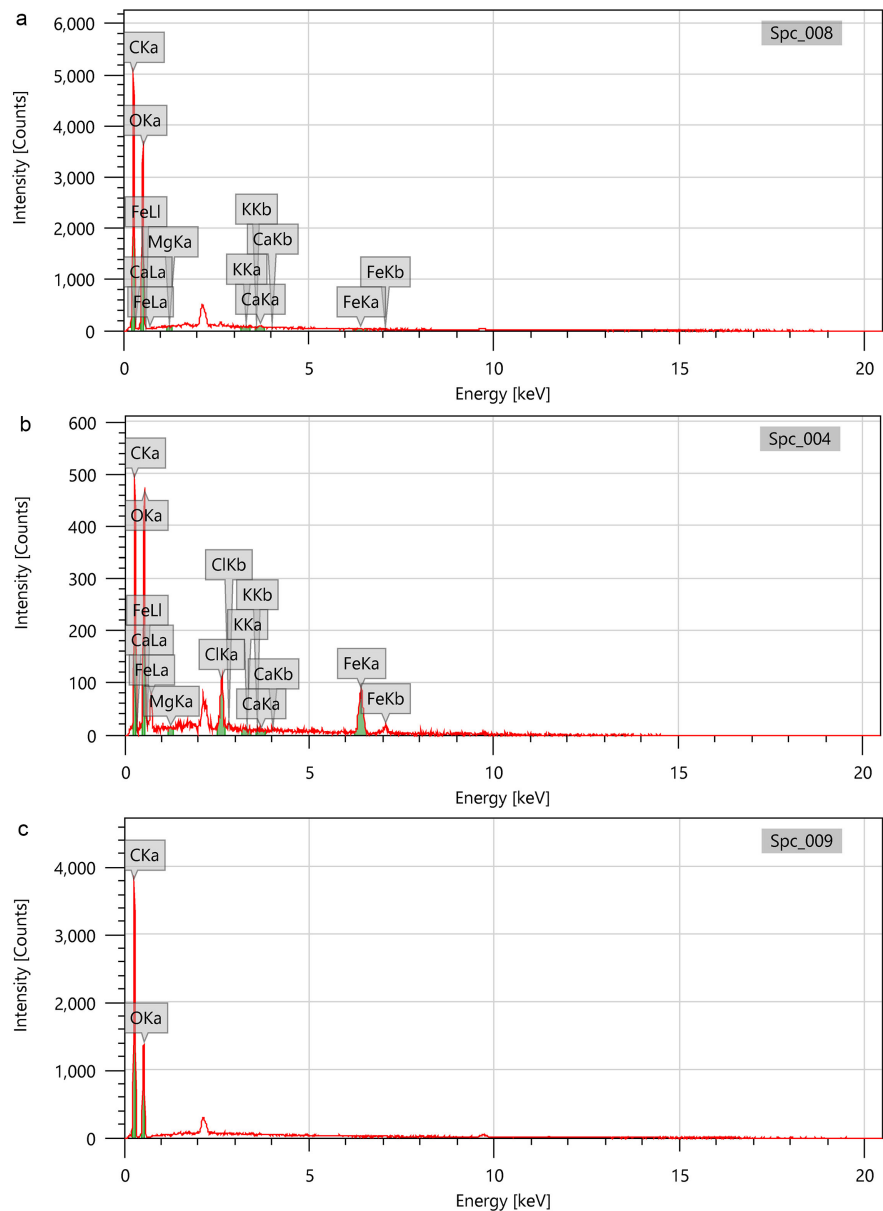 a
Spc_008
6,000
5,000
4,000
3,000
2,000
1,000
0
Intensity [Counts]
CKa
OKa
FeLl
MgKa
CaLa
FeLa
KKb
CaKb
KKa
CaKa
FeKb
FeKa
0 5 10 15 20
Energy [keV]
b
Spc_004
600
500
400
300
200
100
0
Intensity [Counts]
CKa
OKa
FeLl
CaLa
FeLa
MgKa
ClKb
KKb
KKa
ClKa
CaKb
CaKa
FeKa
FeKb
0 5 10 15 20
Energy [keV]
c
Spc_009
4,000
3,000
2,000
1,000
0
Intensity [Counts]
CKa
OKa
0 5 10 15 20
Energy [keV]